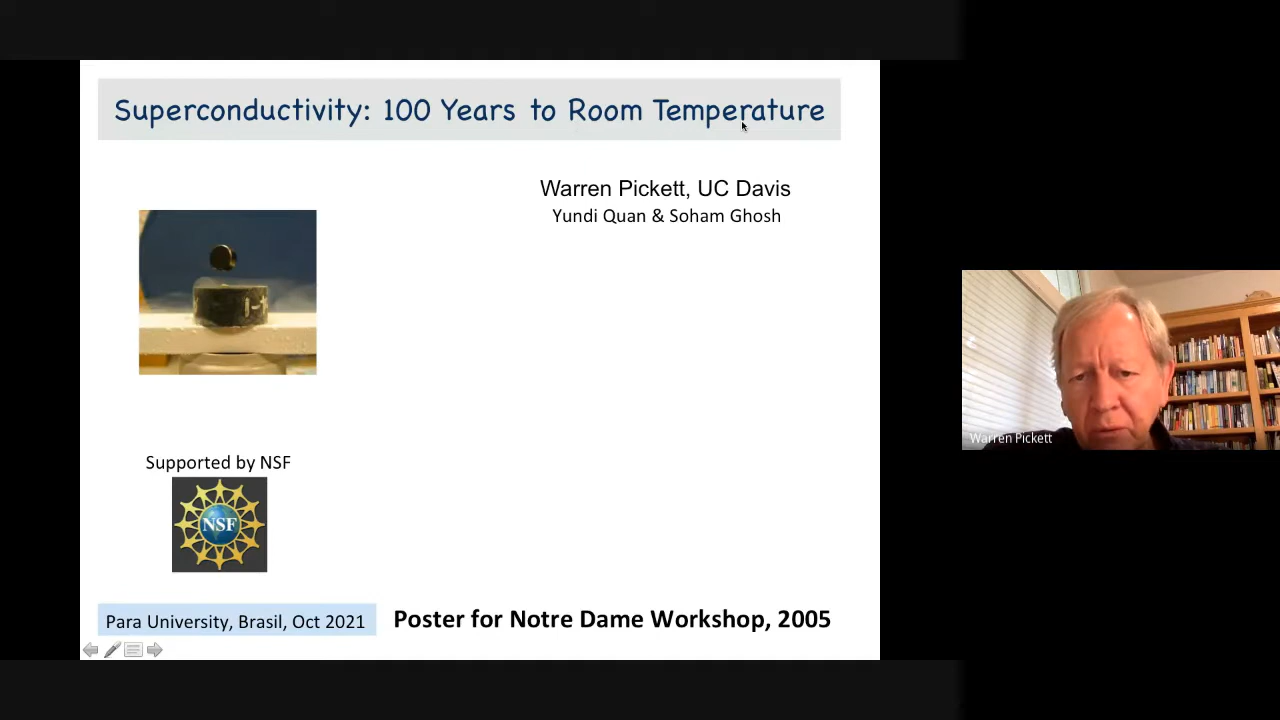 Superconductivity: 100 Years to Room Temperature
Warren Pickett, UC Davis
Yundi Quan & Soham Ghosh
Supported by NSF
NSF
Para University, Brasil, Oct 2021
Poster for Notre Dame Workshop, 2005
Warren Pickett